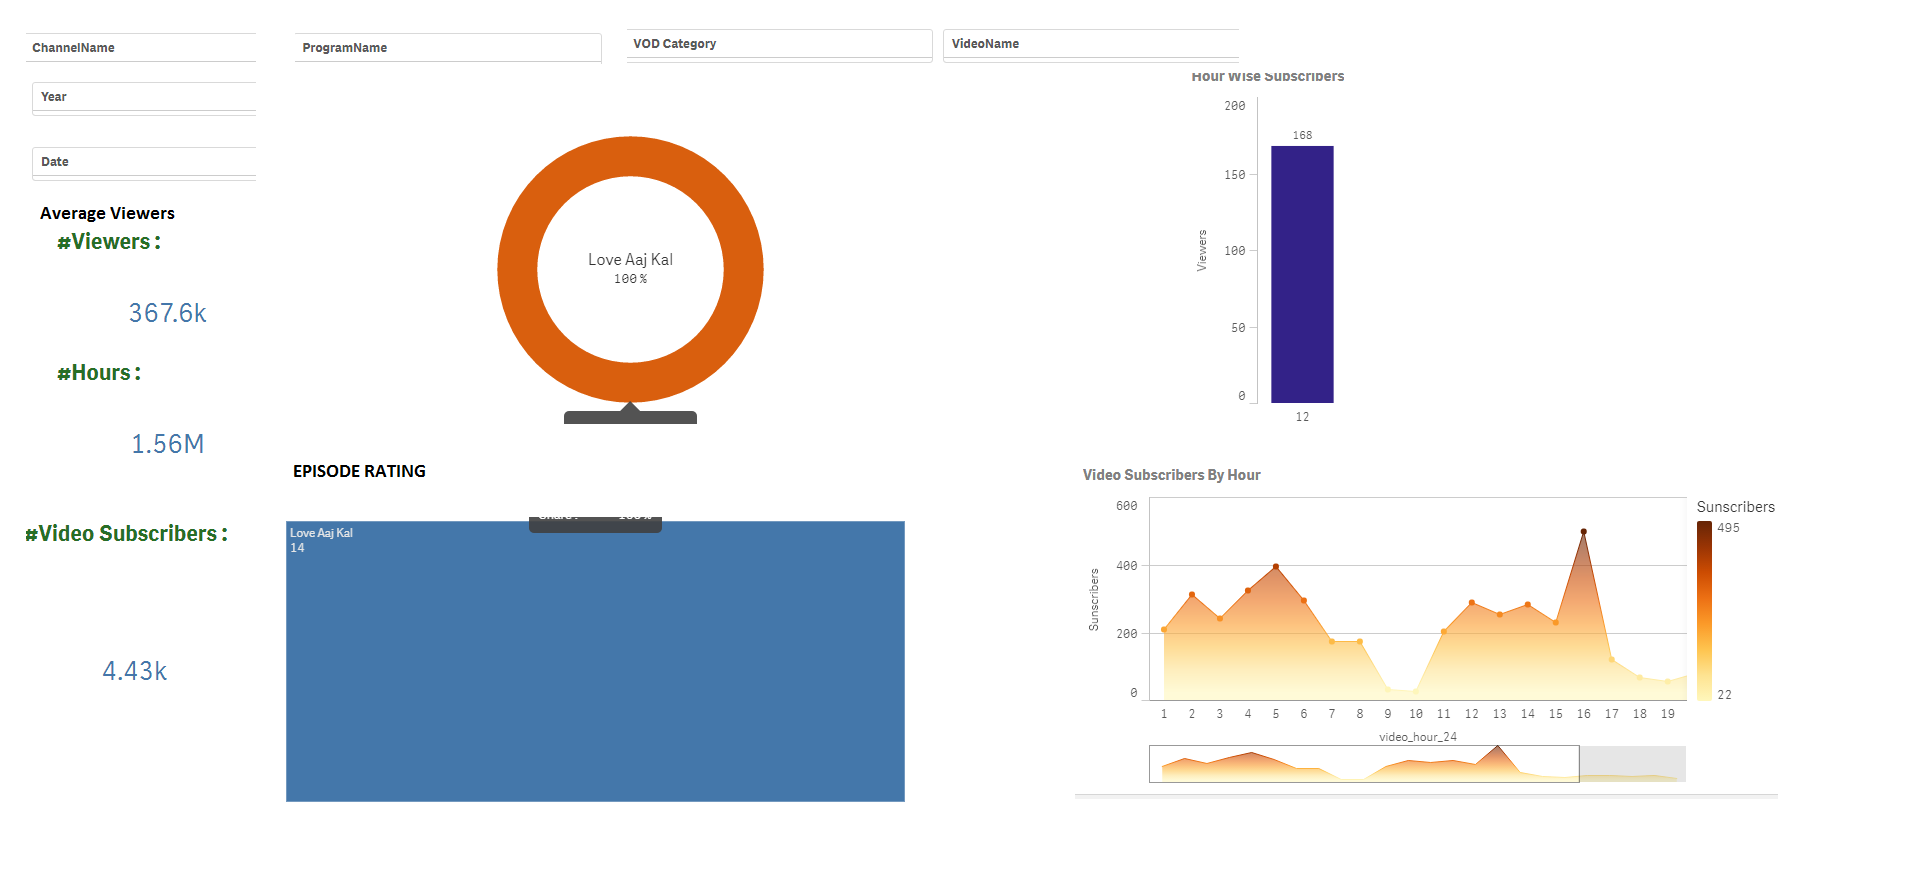 ChannelName
ProgramName
VOD Category
VideoName
Year
Date
Average Viewers
#Viewers:
367.6k
#Hours:
1.56M
#Video Subscribers:
4.43k
Love Aaj Kal
100%
EPISODE RATING
Share: 100%
Love Aaj Kal
14
Hour Wise Subscribers
Viewers
200
150
100
50
0
168
12
Video Subscribers By Hour
Sunscribers
600
400
200
0
1 2 3 4 5 6 7 8 9 10 11 12 13 14 15 16 17 18 19
video_hour_24
Sunscribers
495
22